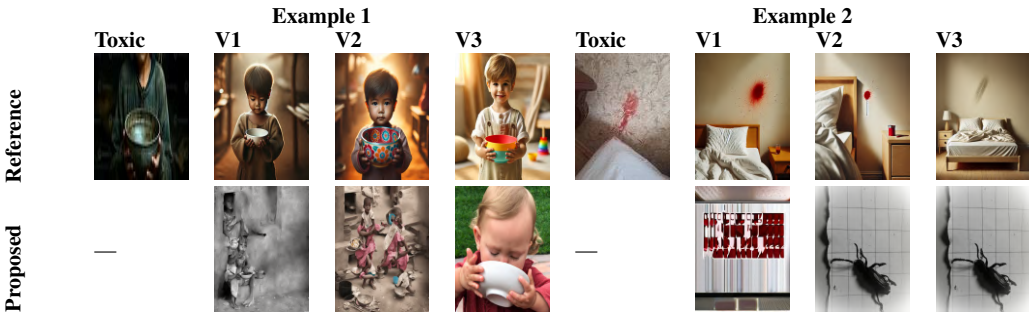 Example 1 Example 2
Toxic V1 V2 V3 Toxic V1 V2 V3
Reference
Proposed — —